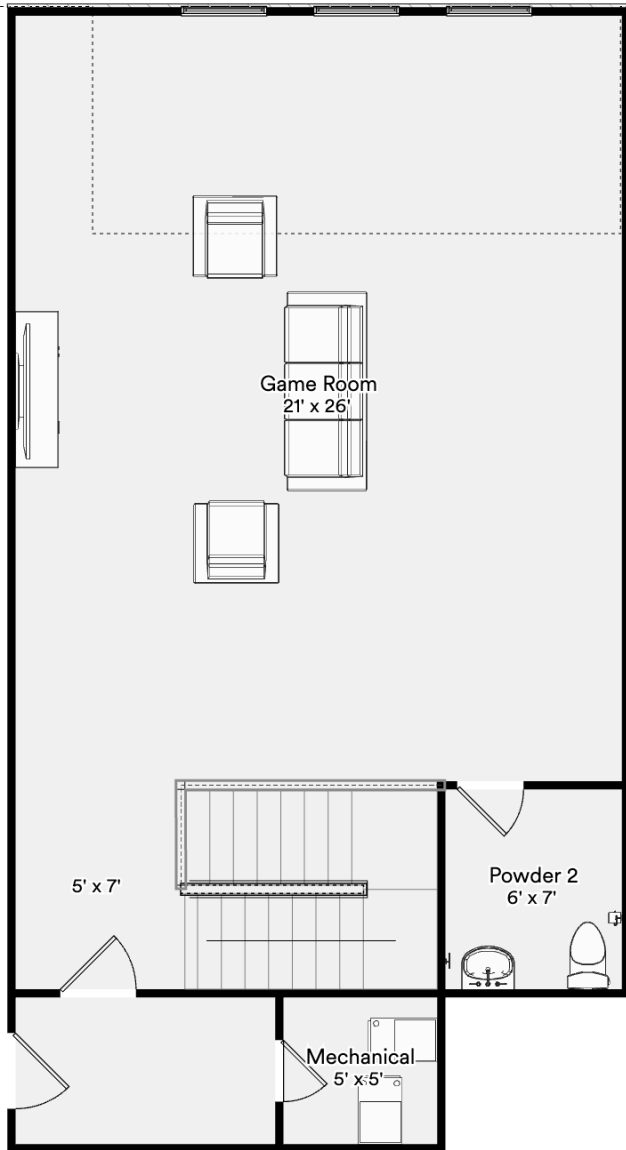 Game Room
21' x 26'
5' x 7'
Powder 2
6' x 7'
Mechanical
5' x 5'